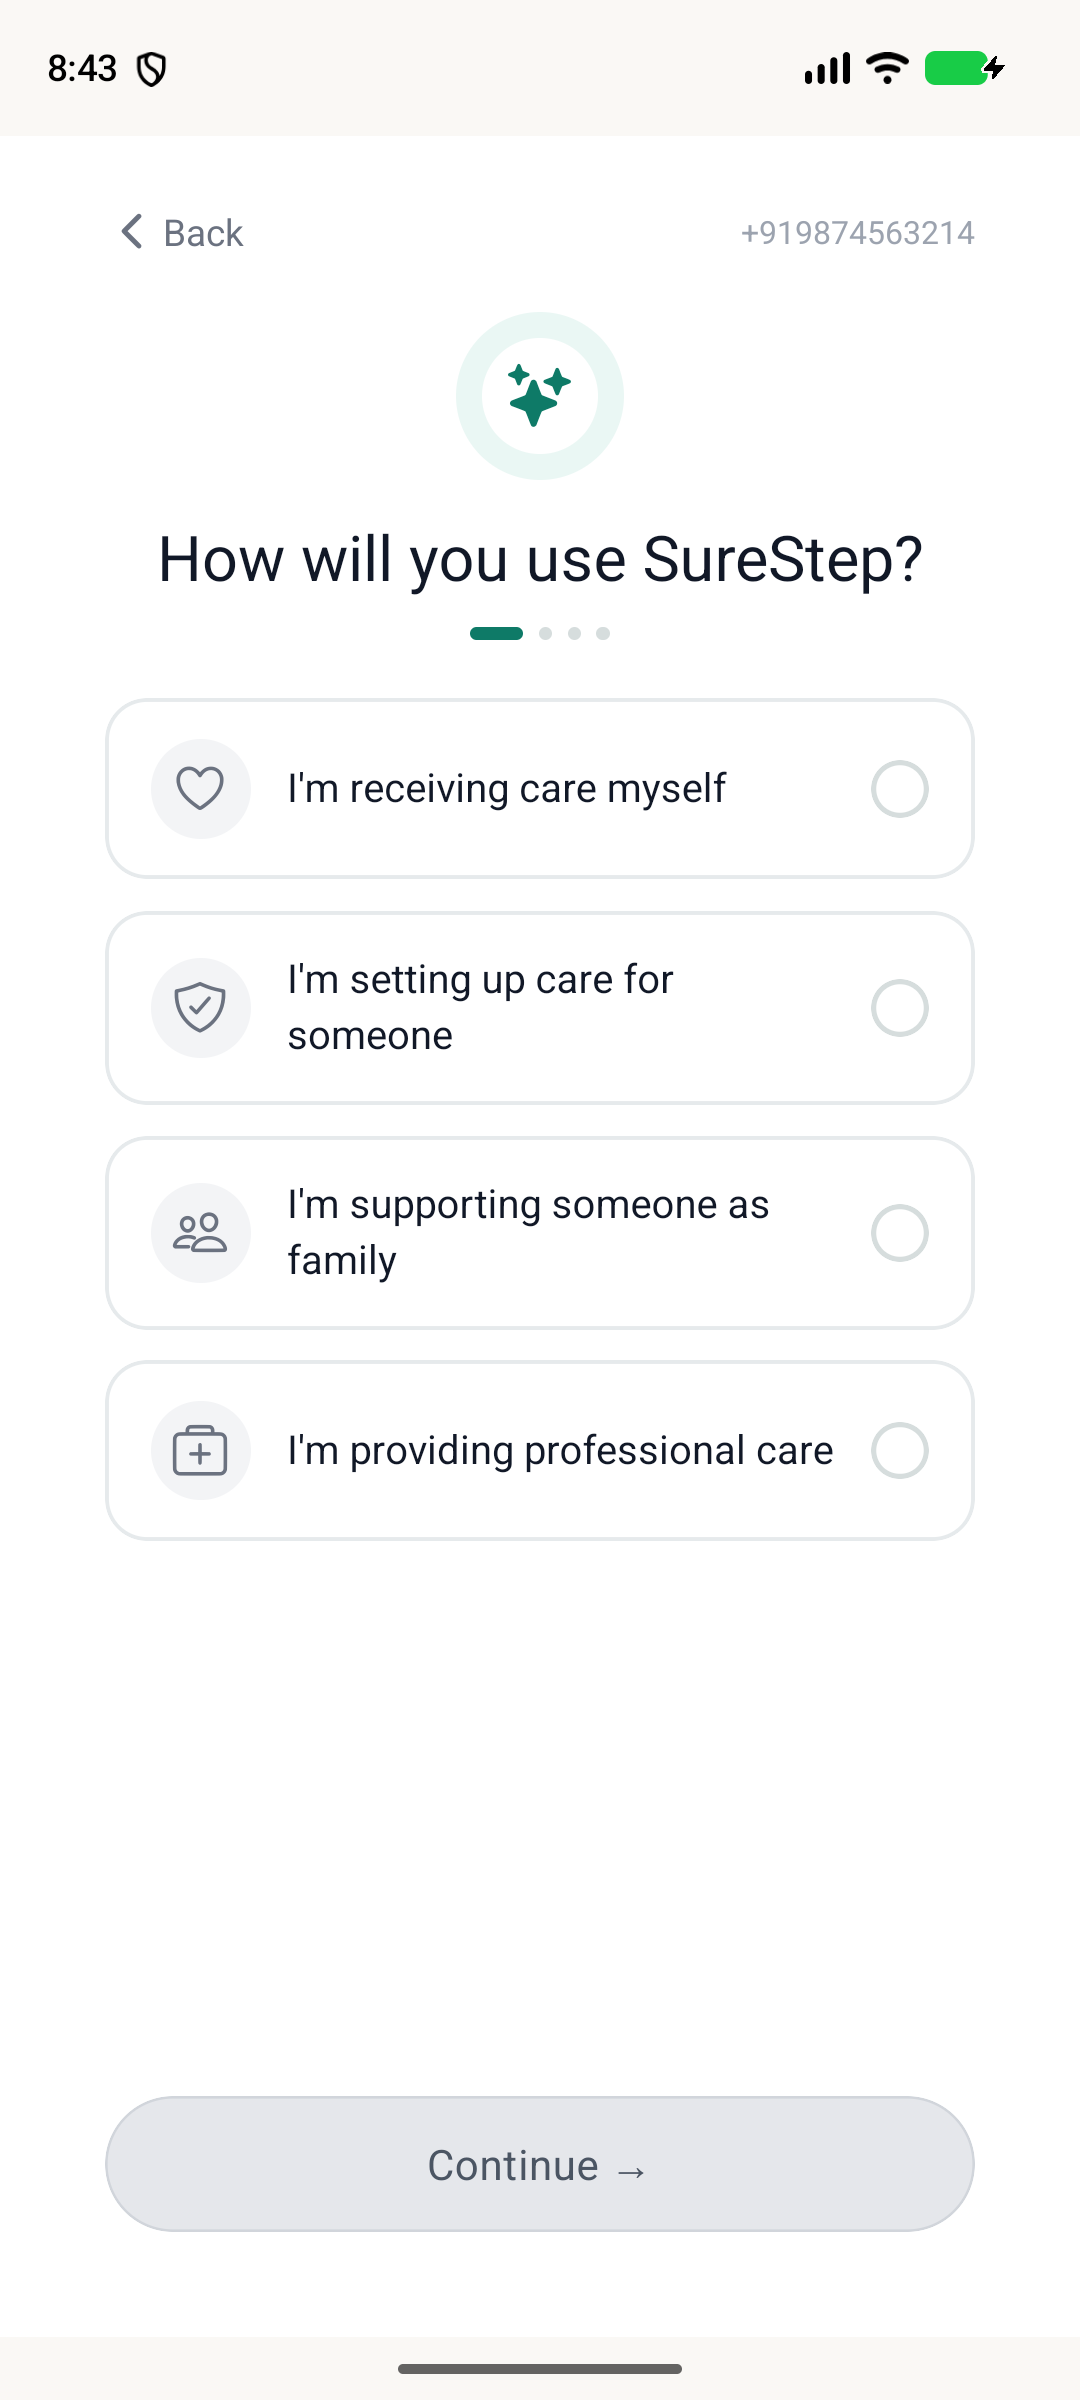 8:43
Back
+919874563214
How will you use SureStep?
I'm receiving care myself
I'm setting up care for
someone
I'm supporting someone as
family
I'm providing professional care
Continue →